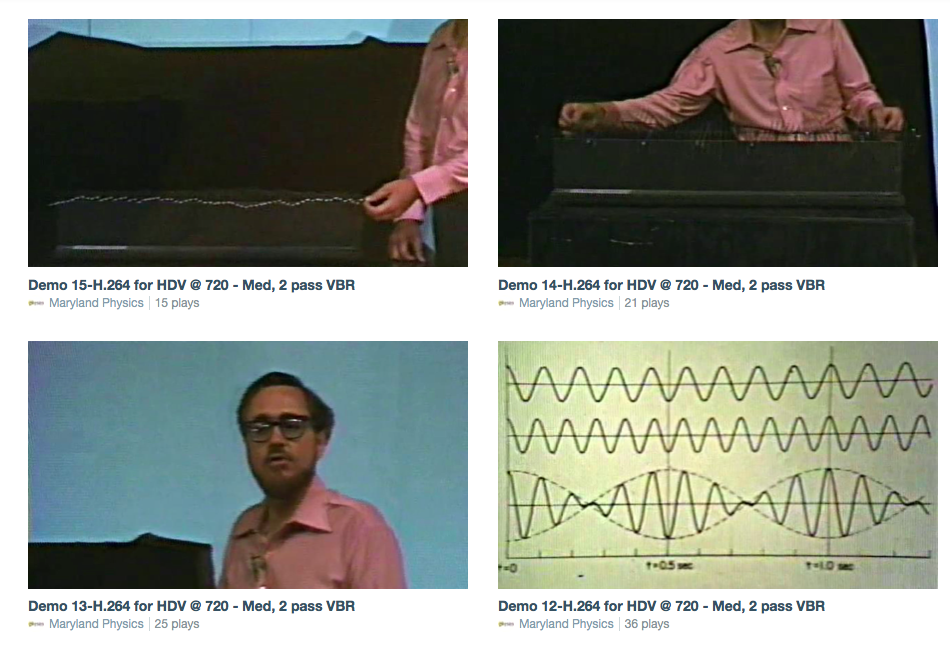 Demo 15-H.264 for HDV @ 720 - Med, 2 pass VBR
Maryland Physics 15 plays
Demo 14-H.264 for HDV @ 720 - Med, 2 pass VBR
Maryland Physics 21 plays
t=0 t=0.5 sec t=1.0 sec
Demo 13-H.264 for HDV @ 720 - Med, 2 pass VBR
Maryland Physics 25 plays
Demo 12-H.264 for HDV @ 720 - Med, 2 pass VBR
Maryland Physics 36 plays